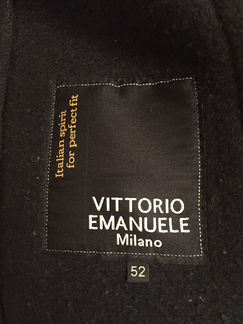 Italian spirit
for perfect fit
VITTORIO
EMANUELE
Milano
52